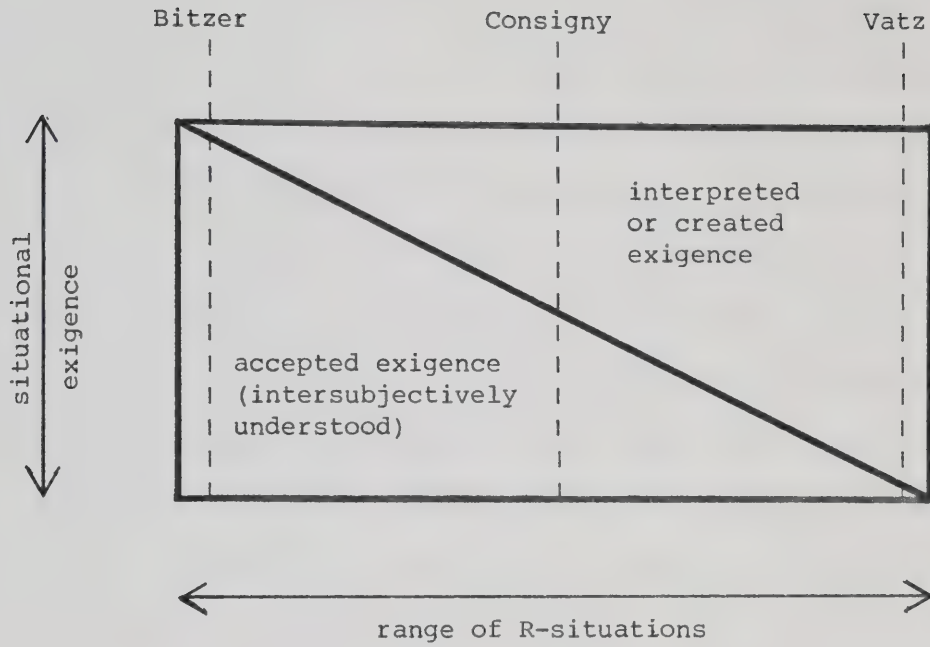 Bitzer Consigny Vatz
interpreted
or created
exigence
situational
exigence
accepted exigence
(intersubjectively
understood)
range of R-situations